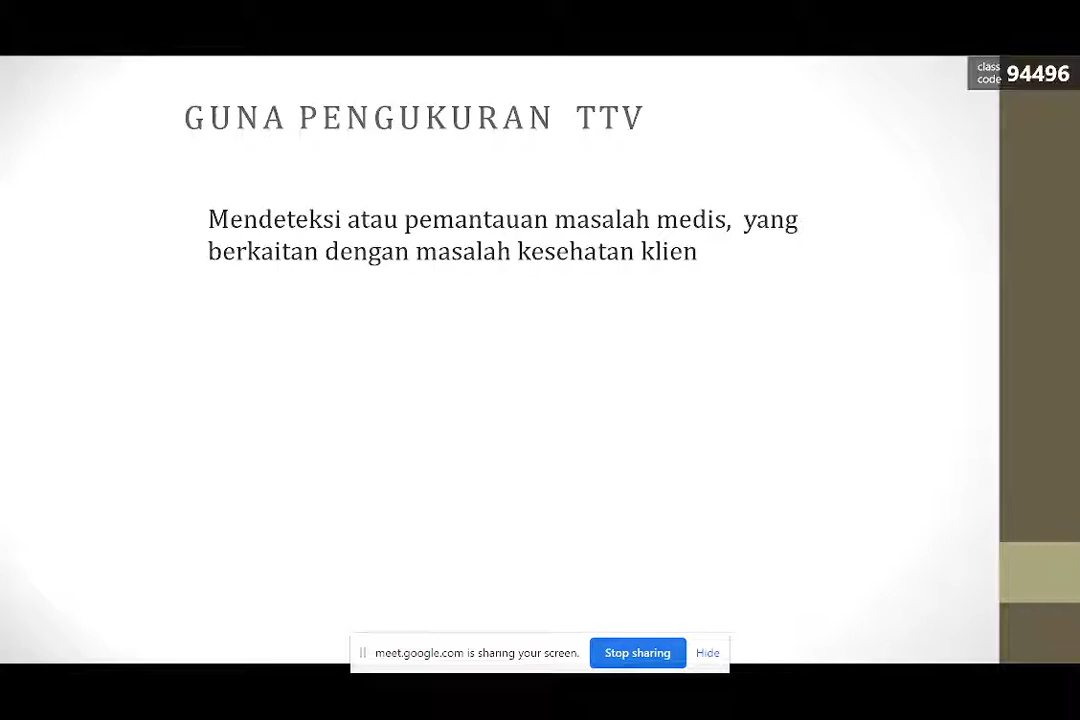 class
code 94496
GUNA PENGUKURAN TTV
Mendeteksi atau pemantauan masalah medis, yang
berkaitan dengan masalah kesehatan klien
meet.google.com is sharing your screen. Stop sharing Hide